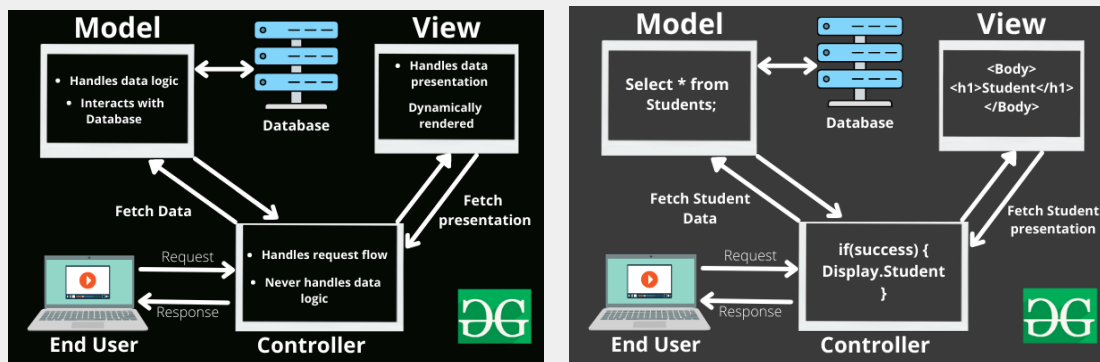 Model
View
Handles data logic
Interacts with
Database
Database
Handles data
presentation
Dynamically
rendered
Fetch Data
Fetch
presentation
Request
Response
Handles request flow
Never handles data
logic
End User
Controller
Model
View
Select * from
Students;
Database
<Body>
<h1>Student</h1>
</Body>
Fetch Student
Data
Fetch Student
presentation
Request
Response
if(success) {
Display.Student
}
End User
Controller